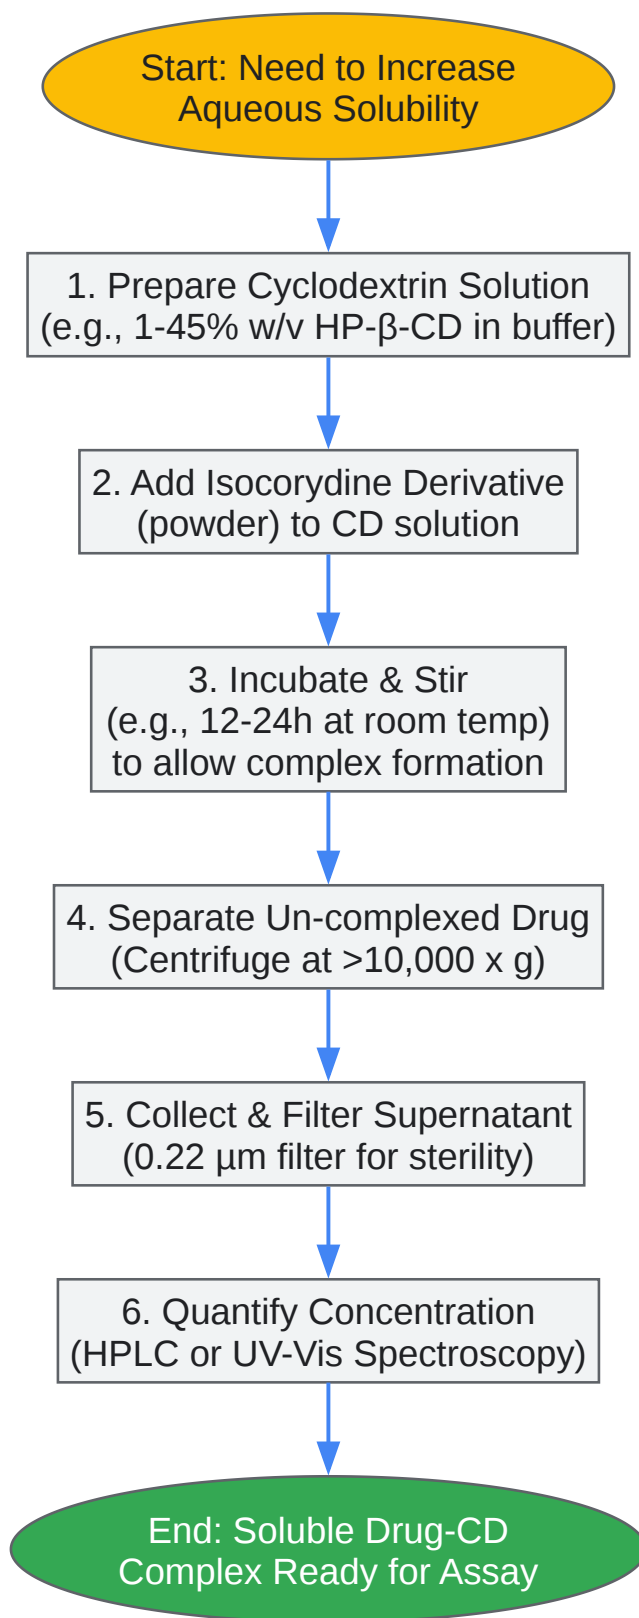 Start: Need to Increase
Aqueous Solubility
1. Prepare Cyclodextrin Solution
(e.g., 1-45% w/v HP-β-CD in buffer)
2. Add Isocorydine Derivative
(powder) to CD solution
3. Incubate & Stir
(e.g., 12-24h at room temp)
to allow complex formation
4. Separate Un-complexed Drug
(Centrifuge at >10,000 x g)
5. Collect & Filter Supernatant
(0.22 µm filter for sterility)
6. Quantify Concentration
(HPLC or UV-Vis Spectroscopy)
End: Soluble Drug-CD
Complex Ready for Assay